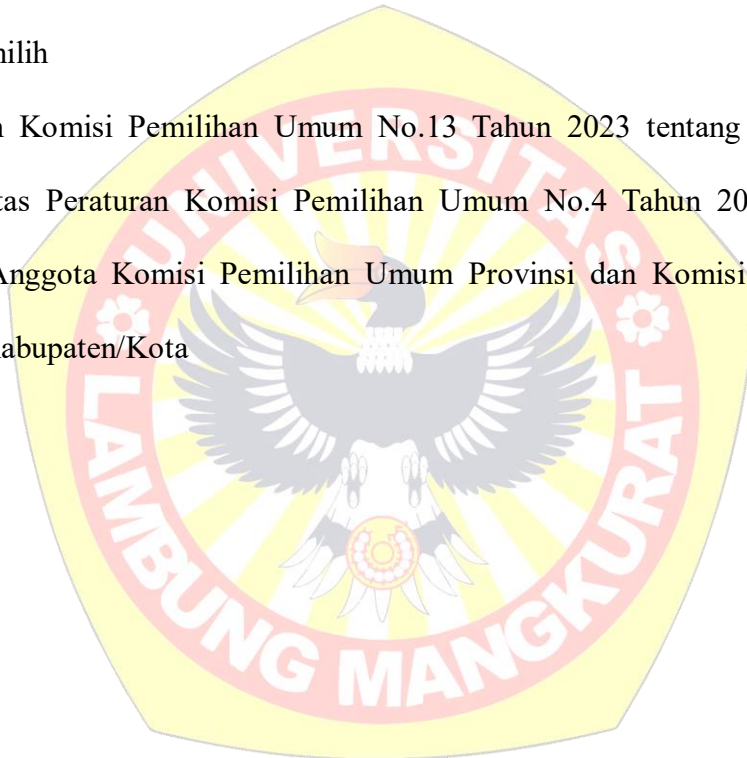 nilih
Komisi Pemilihan Umum No.13 Tahun 2023 tentang
tas Peraturan Komisi Pemilihan Umum No.4 Tahun 20
Anggota Komisi Pemilihan Umum Provinsi dan Komisi
abupaten/Kota
UNIVERSITAS
LAMBUNG MANGKURAT